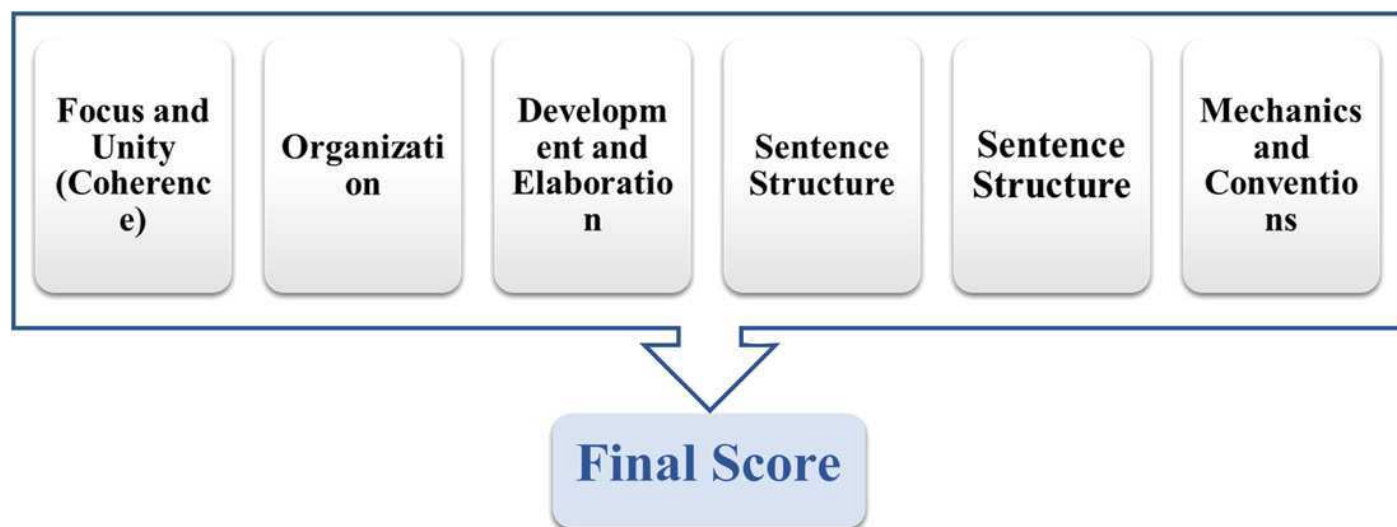 Focus and
Unity
(Coherenc
e)
Organizati
on
Developm
ent and
Elaboratio
n
Sentence
Structure
Sentence
Structure
Mechanics
and
Conventio
ns
Final Score